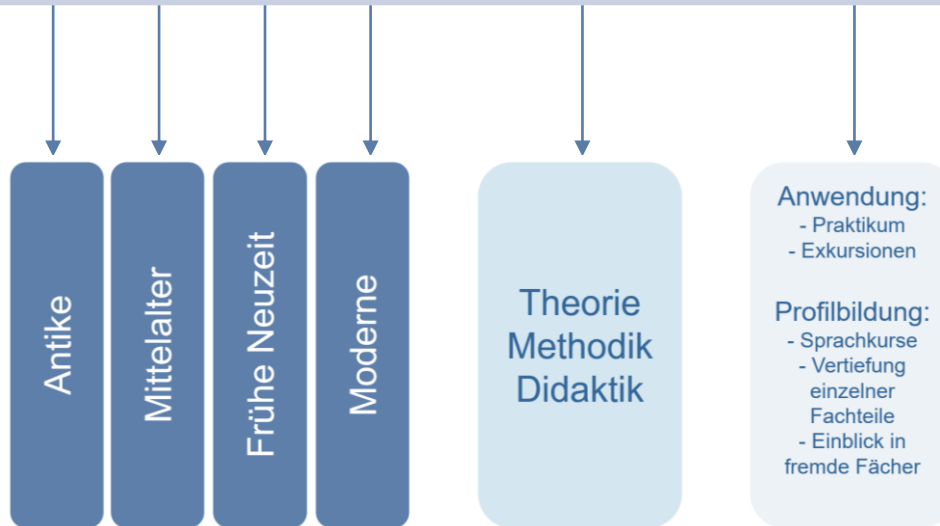 Antike
Mittelalter
Frühe Neuzeit
Moderne
Theorie
Methodik
Didaktik
Anwendung:
- Praktikum
- Exkursionen
Profilbildung:
- Sprachkurse
- Vertiefung
einzelner
Fachteile
- Einblick in
fremde Fächer